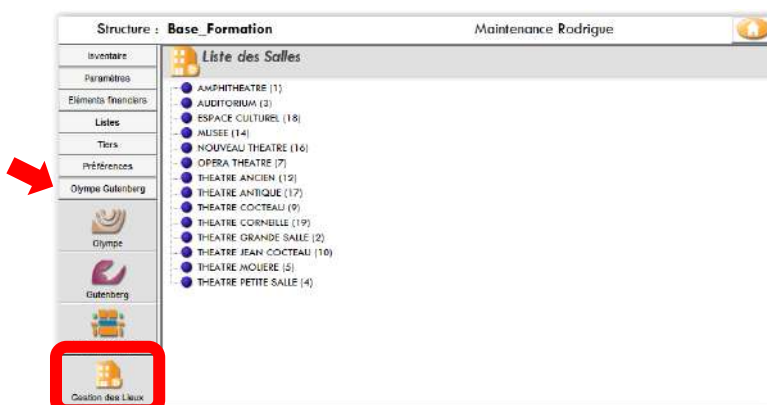 Structure : Base_Formation Maintenance Rodrigue
Inventaire
Paramètres
Eléments financiers
Listes
Tiers
Préférences
Olympe Gutenberg
Olympe
Gutenberg
Gestion des Lieux
Liste des Salles
AMPHITHEATRE (1)
AUDITORIUM (3)
ESPACE CULTUREL (18)
MUSEE (14)
NOUVEAU THEATRE (16)
OPERA THEATRE (7)
THEATRE ANCIEN (12)
THEATRE ANTIQUE (17)
THEATRE COCTEAU (9)
THEATRE CORNEILLE (19)
THEATRE GRANDE SALLE (2)
THEATRE JEAN COCTEAU (10)
THEATRE MOLIERE (5)
THEATRE PETITE SALLE (4)